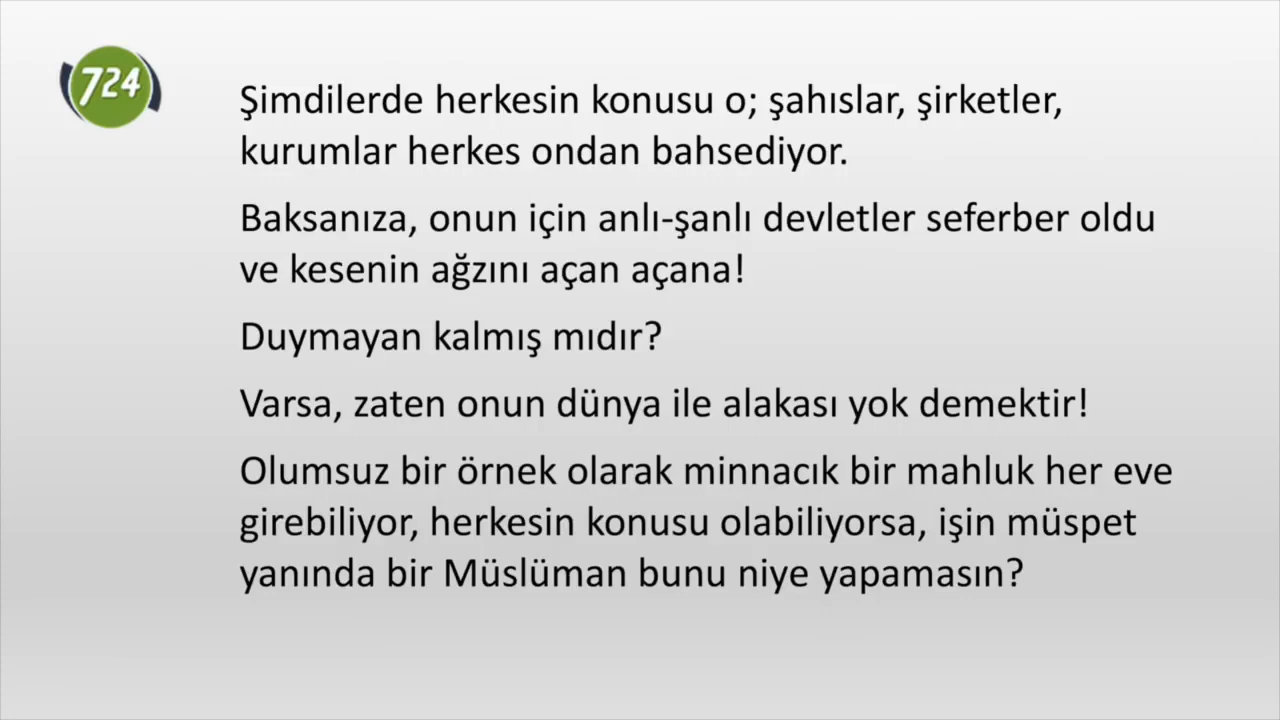 724
Şimdilerde herkesin konusu o; şahıslar, şirketler,
kurumlar herkes ondan bahsediyor.
Baksanıza, onun için anlı-şanlı devletler seferber oldu
ve kesenin ağzını açan açana!
Duymayan kalmış mıdır?
Varsa, zaten onun dünya ile alakası yok demektir!
Olumsuz bir örnek olarak minnacık bir mahluk her eve
girebiliyor, herkesin konusu olabiliyorsa, işin müspet
yanında bir Müslüman bunu niye yapamasın?